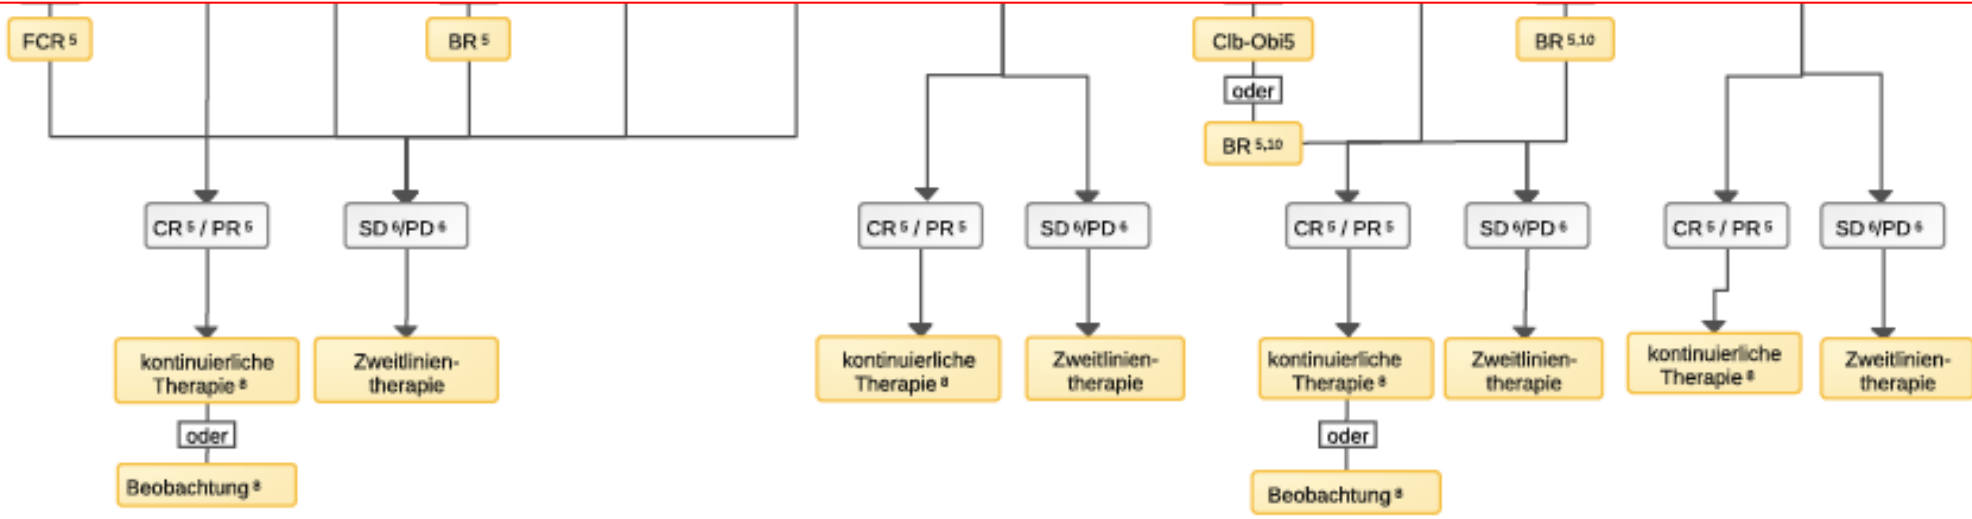 FCR 5
BR 5
Clb-Obi5
BR 5,10
oder
BR 5,10
CR 5 / PR 5
SD 6/PD 6
CR 5 / PR 5
SD 6/PD 6
CR 5 / PR 5
SD 6/PD 6
CR 5 / PR 5
SD 6/PD 6
kontinuierliche
Therapie 8
Zweitlinien-
therapie
kontinuierliche
Therapie 8
Zweitlinien-
therapie
kontinuierliche
Therapie 8
Zweitlinien-
therapie
kontinuierliche
Therapie 8
Zweitlinien-
therapie
oder
oder
Beobachtung 8
Beobachtung 8